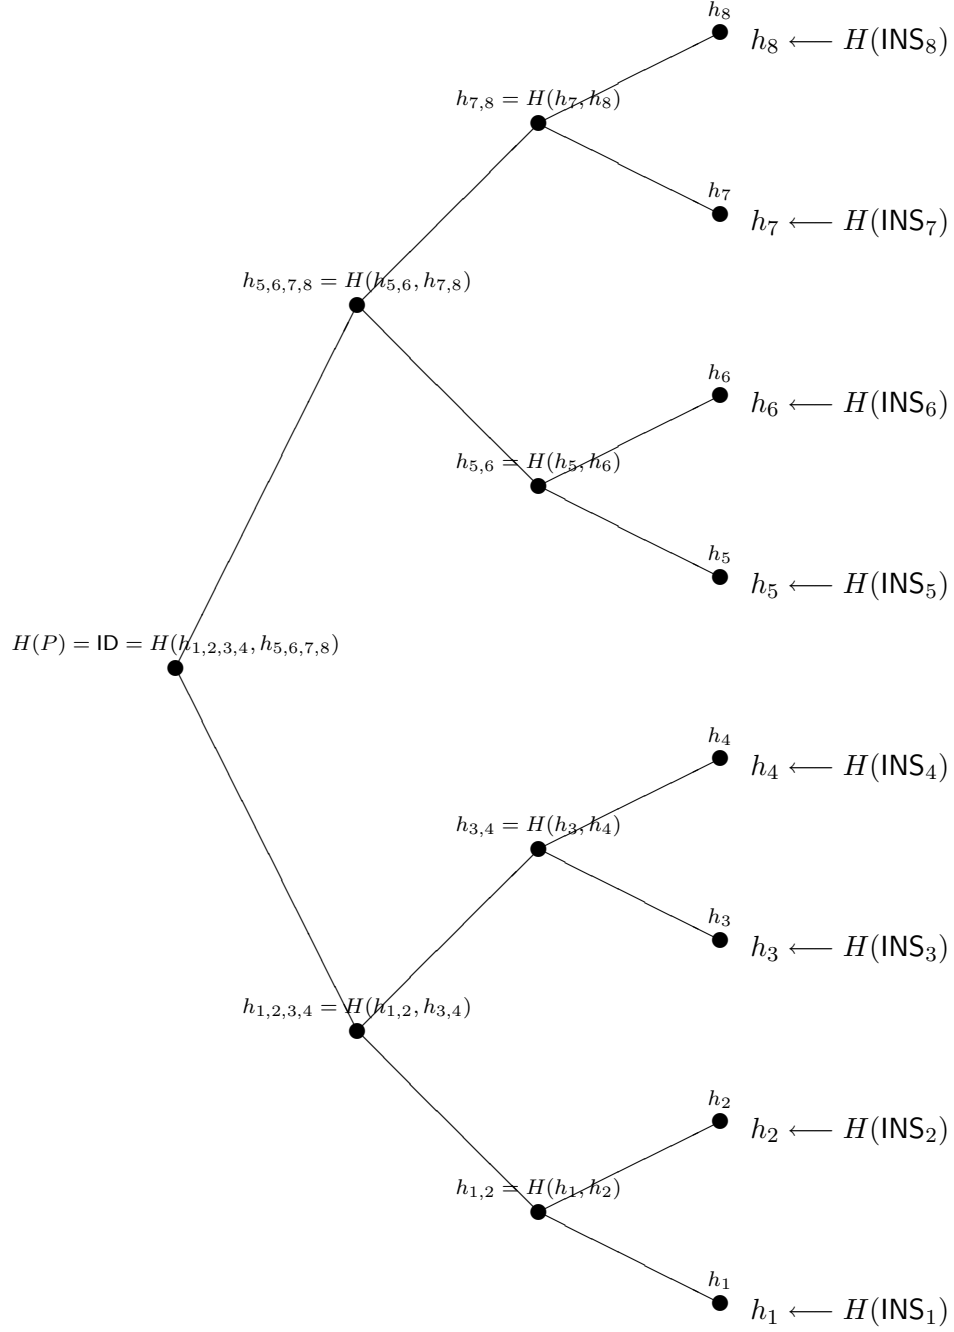 h₈
h₈ ⟵ H(INS₈)
h₇,₈ = H(h₇, h₈)
h₇
h₇ ⟵ H(INS₇)
h₅,₆,₇,₈ = H(h₅,₆, h₇,₈)
h₆
h₆ ⟵ H(INS₆)
h₅,₆ = H(h₅, h₆)
h₅
h₅ ⟵ H(INS₅)
H(P) = ID = H(h₁,₂,₃,₄, h₅,₆,₇,₈)
h₄
h₄ ⟵ H(INS₄)
h₃,₄ = H(h₃, h₄)
h₃
h₃ ⟵ H(INS₃)
h₁,₂,₃,₄ = H(h₁,₂, h₃,₄)
h₂
h₂ ⟵ H(INS₂)
h₁,₂ = H(h₁, h₂)
h₁
h₁ ⟵ H(INS₁)